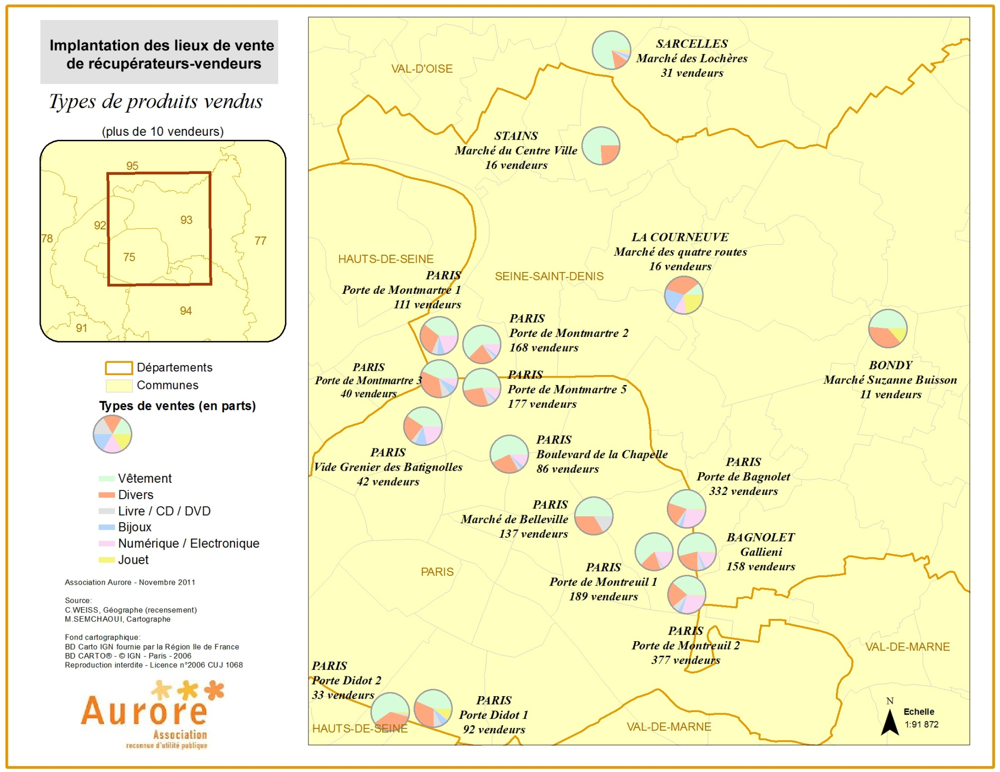 Implantation des lieux de vente
de récupérateurs-vendeurs
Types de produits vendus
(plus de 10 vendeurs)
95
92
93
78
77
75
94
91
Départements
Communes
Types de ventes (en parts)
Vêtement
Divers
Livre / CD / DVD
Bijoux
Numérique / Electronique
Jouet
Association Aurore - Novembre 2011
Source:
C.WEISS, Géographe (recensement)
M.SEMCHAOUI, Cartographe
Fond cartographique:
BD Carto IGN fournie par la Région Ile de France
BD CARTO® - © IGN - Paris - 2006
Reproduction interdite - Licence n°2006 CUJ 1068
Aurore
Association
reconnue d'utilité publique
VAL-D'OISE
SARCELLES
Marché des Lochères
31 vendeurs
STAINS
Marché du Centre Ville
16 vendeurs
HAUTS-DE-SEINE
SEINE-SAINT-DENIS
LA COURNEUVE
Marché des quatre routes
16 vendeurs
PARIS
Porte de Montmartre 1
111 vendeurs
PARIS
Porte de Montmartre 2
168 vendeurs
PARIS
Porte de Montmartre 3
40 vendeurs
PARIS
Porte de Montmartre 5
177 vendeurs
BONDY
Marché Suzanne Buisson
11 vendeurs
PARIS
Vide Grenier des Batignolles
42 vendeurs
PARIS
Boulevard de la Chapelle
86 vendeurs
PARIS
Porte de Bagnolet
332 vendeurs
PARIS
Marché de Belleville
137 vendeurs
BAGNOLET
Gallieni
158 vendeurs
PARIS
PARIS
Porte de Montreuil 1
189 vendeurs
PARIS
Porte de Montreuil 2
377 vendeurs
VAL-DE-MARNE
PARIS
Porte Didot 2
33 vendeurs
PARIS
Porte Didot 1
92 vendeurs
HAUTS-DE-SEINE
VAL-DE-MARNE
N
Echelle
1:91 872